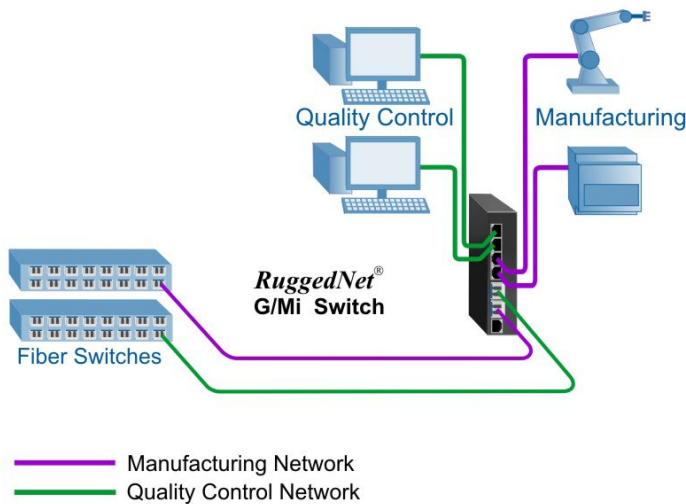 Quality Control
Manufacturing
RuggedNet®
G/Mi Switch
Fiber Switches
Manufacturing Network
Quality Control Network